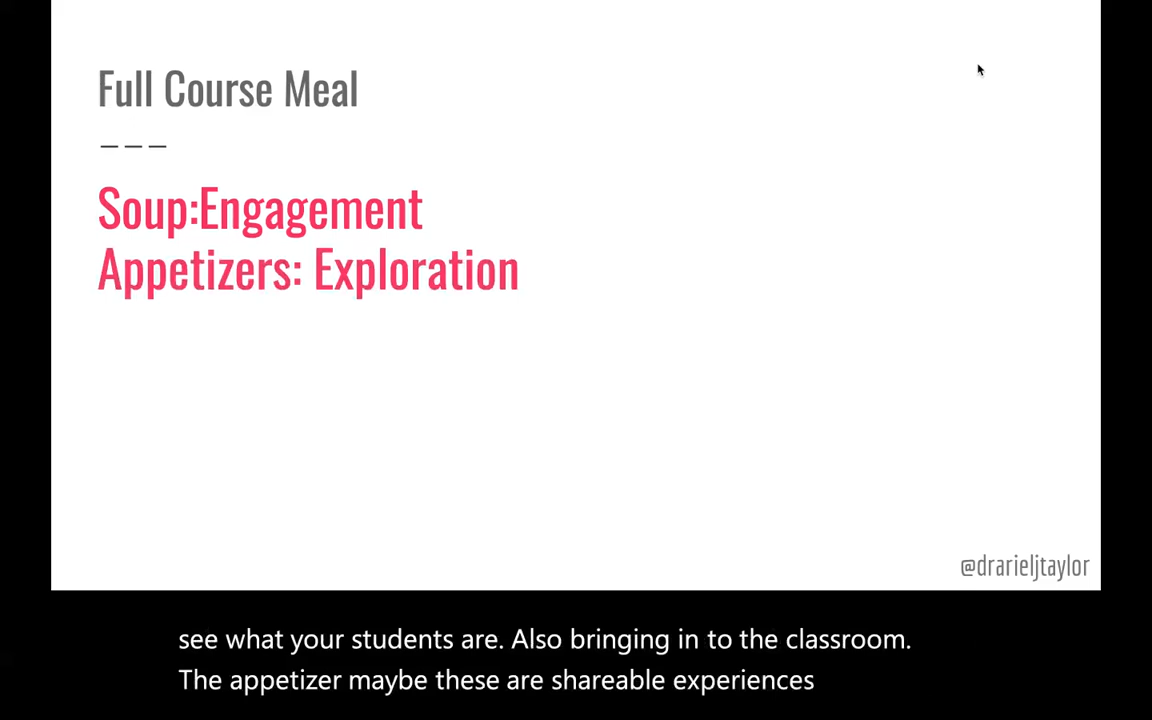 Full Course Meal
Soup:Engagement
Appetizers: Exploration
@drarieljtaylor
see what your students are. Also bringing in to the classroom.
The appetizer maybe these are shareable experiences